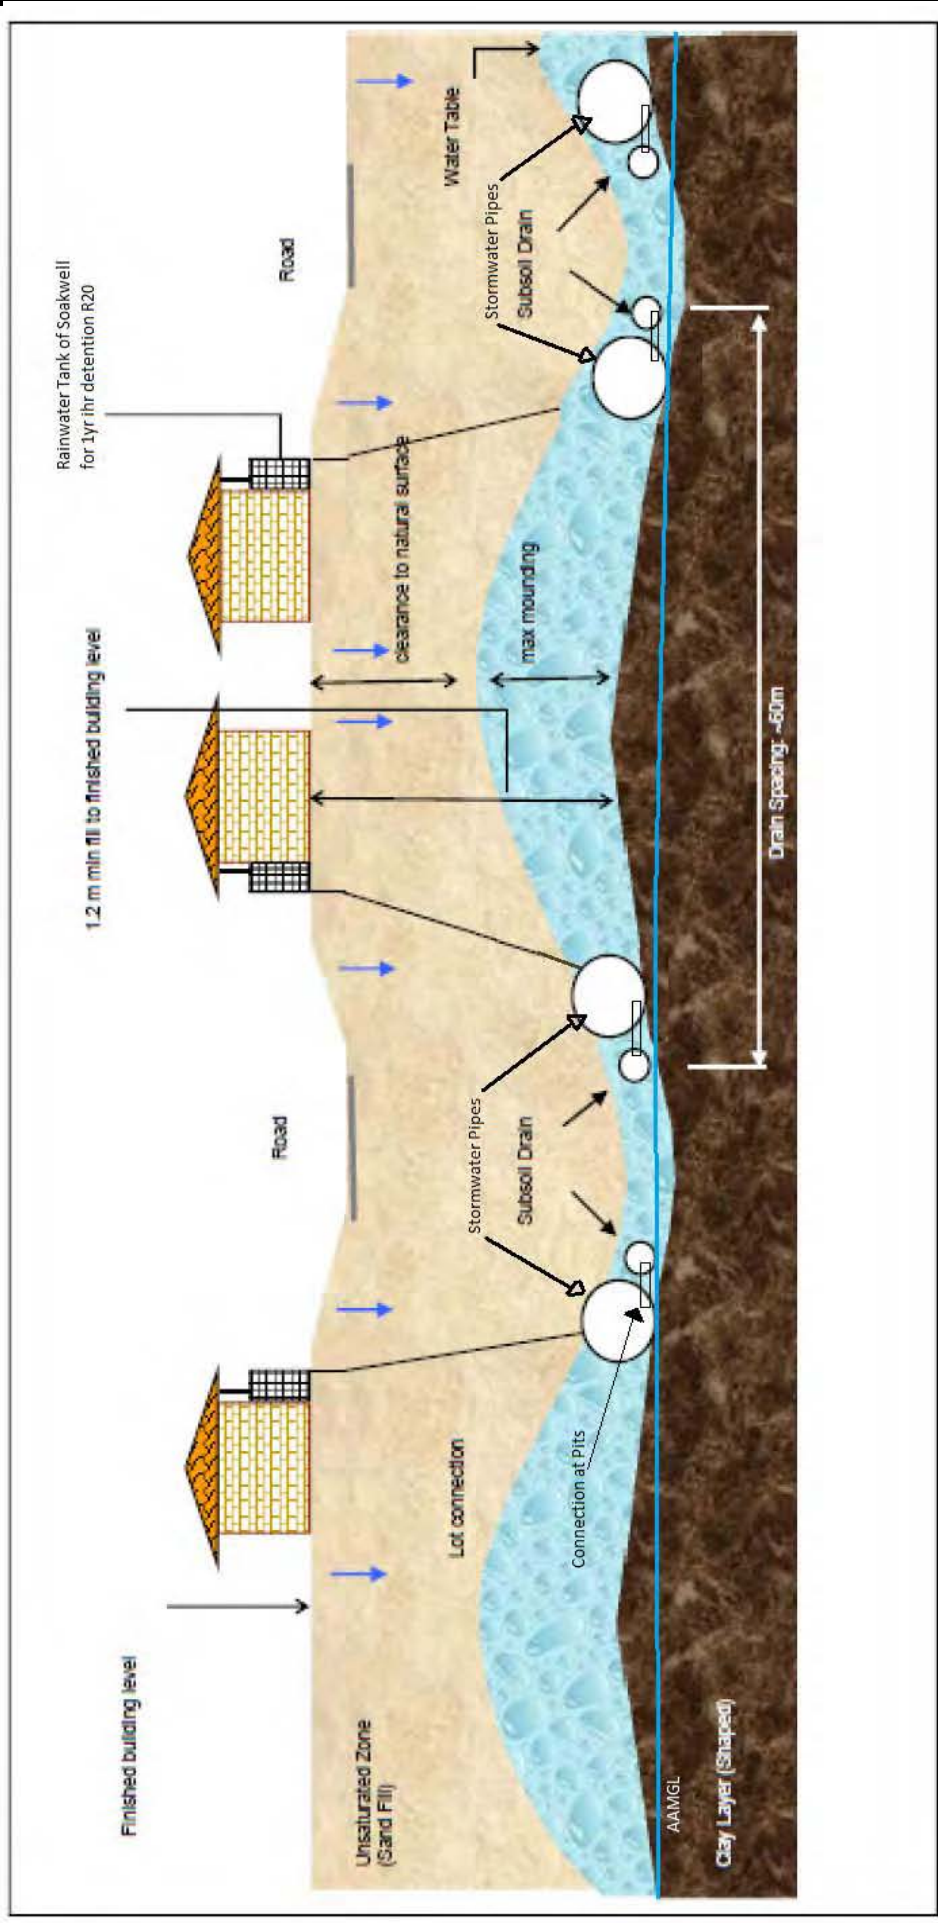 Finished building level
1.2 m min fill to finished building level
Rainwater Tank of Soakwell
for 1yr ihr detention R20
Road
Road
Unsaturated Zone
(Sand Fill)
Lot connection
clearance to natural surface
Water Table
Stormwater Pipes
Stormwater Pipes
Subsoil Drain
Subsoil Drain
max mounding
Connection at Pits
AAMGL
Clay Layer (Shaped)
Drain Spacing: ~60m